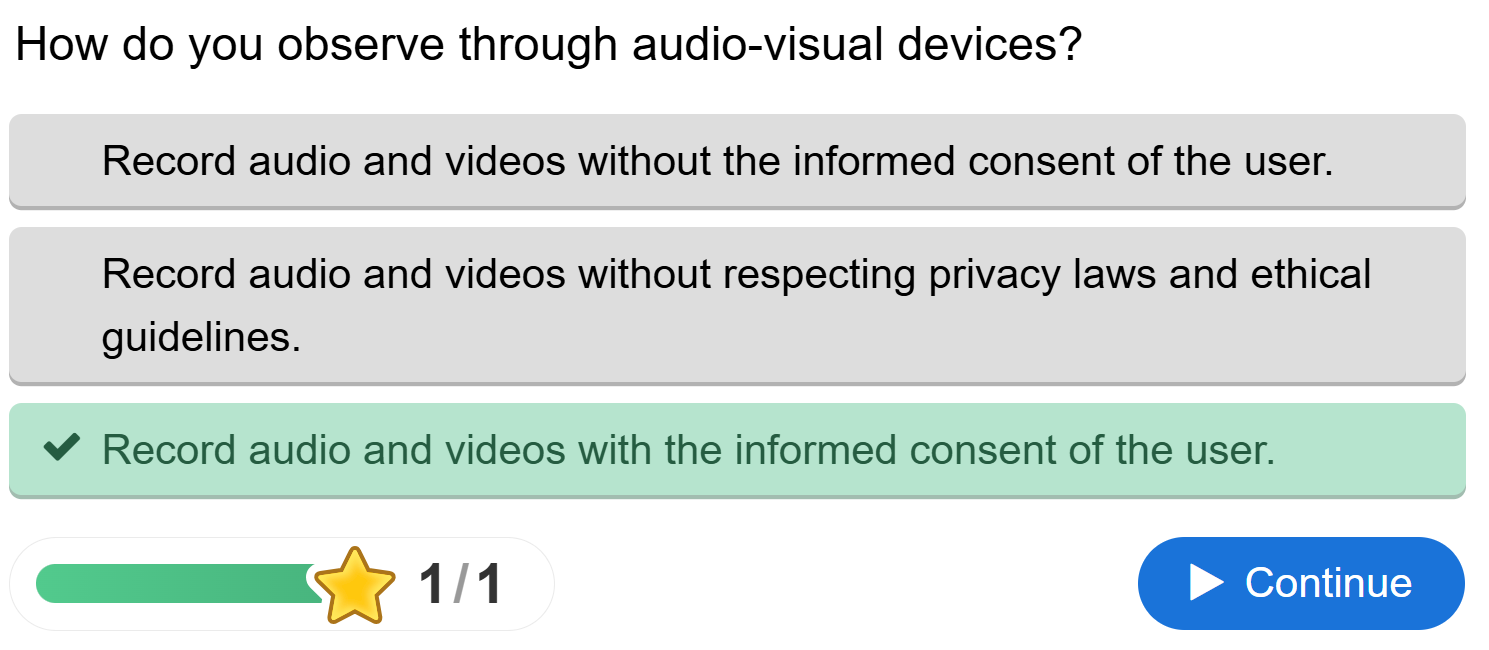 How do you observe through audio-visual devices?
Record audio and videos without the informed consent of the user.
Record audio and videos without respecting privacy laws and ethical
guidelines.
Record audio and videos with the informed consent of the user.
1/1
Continue